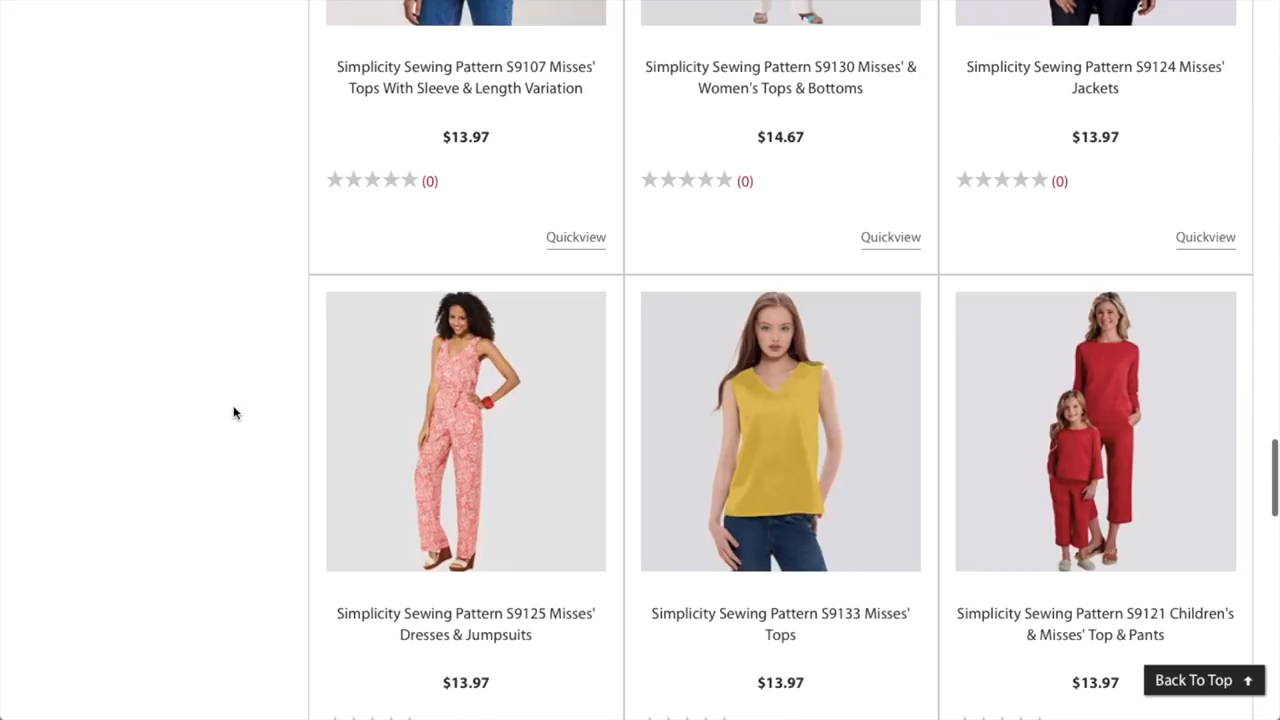 Simplicity Sewing Pattern S9107 Misses'
Tops With Sleeve & Length Variation
$13.97
(0)
Quickview
Simplicity Sewing Pattern S9130 Misses' &
Women's Tops & Bottoms
$14.67
(0)
Quickview
Simplicity Sewing Pattern S9124 Misses'
Jackets
$13.97
(0)
Quickview
Simplicity Sewing Pattern S9125 Misses'
Dresses & Jumpsuits
$13.97
Simplicity Sewing Pattern S9133 Misses'
Tops
$13.97
Simplicity Sewing Pattern S9121 Children's
& Misses' Top & Pants
$13.97
Back To Top